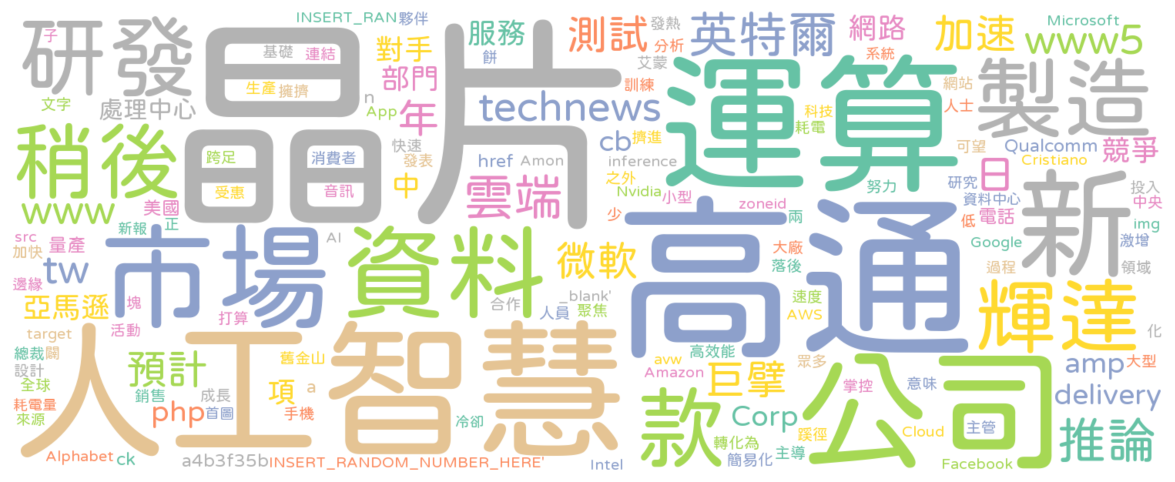 子
INSERT_RAN
夥伴
對手
服務
測試
發熱
分析
英特爾
網路
加速
Microsoft
www5
研發
晶片
基礎
連結
餅
艾蒙
系統
部門
訓練
運算
製造
文字
處理中心
生產
擁擠
n
App
年
technews
科技
網站
人士
耗電
稍後
快速
發表
cb
擠進
可望
Qualcomm
Cristiano
競爭
跨足
消費者
href
Amon
inference
之外
努力
研究
日
投入
中央
受惠
音訊
中
雲端
Nvidia
小型
資料中心
www
美國
少
zoneid
兩
低
電話
新
img
新報
正
src
加快
量產
AI
市場
資料
高通
大廠
Google
激增
tw
微軟
落後
過程
領域
邊緣
亞馬遜
塊
合作
_blank'
聚焦
人員
速度
AWS
輝達
化
target
活動
打算
總裁
闢
舊金山
高效能
眾多
設計
預計
avw
Amazon
巨擘
amp
大型
全球
人工智慧
銷售
成長
項
a
掌控
意味
公司
delivery
耗電量
來源
php
首圖
手機
冷卻
款
Corp
蹊徑
Cloud
主管
推論
轉化為
主導
簡易化
Alphabet
ck
a4b3f35b
INSERT_RANDOM_NUMBER_HERE'
Intel
Facebook